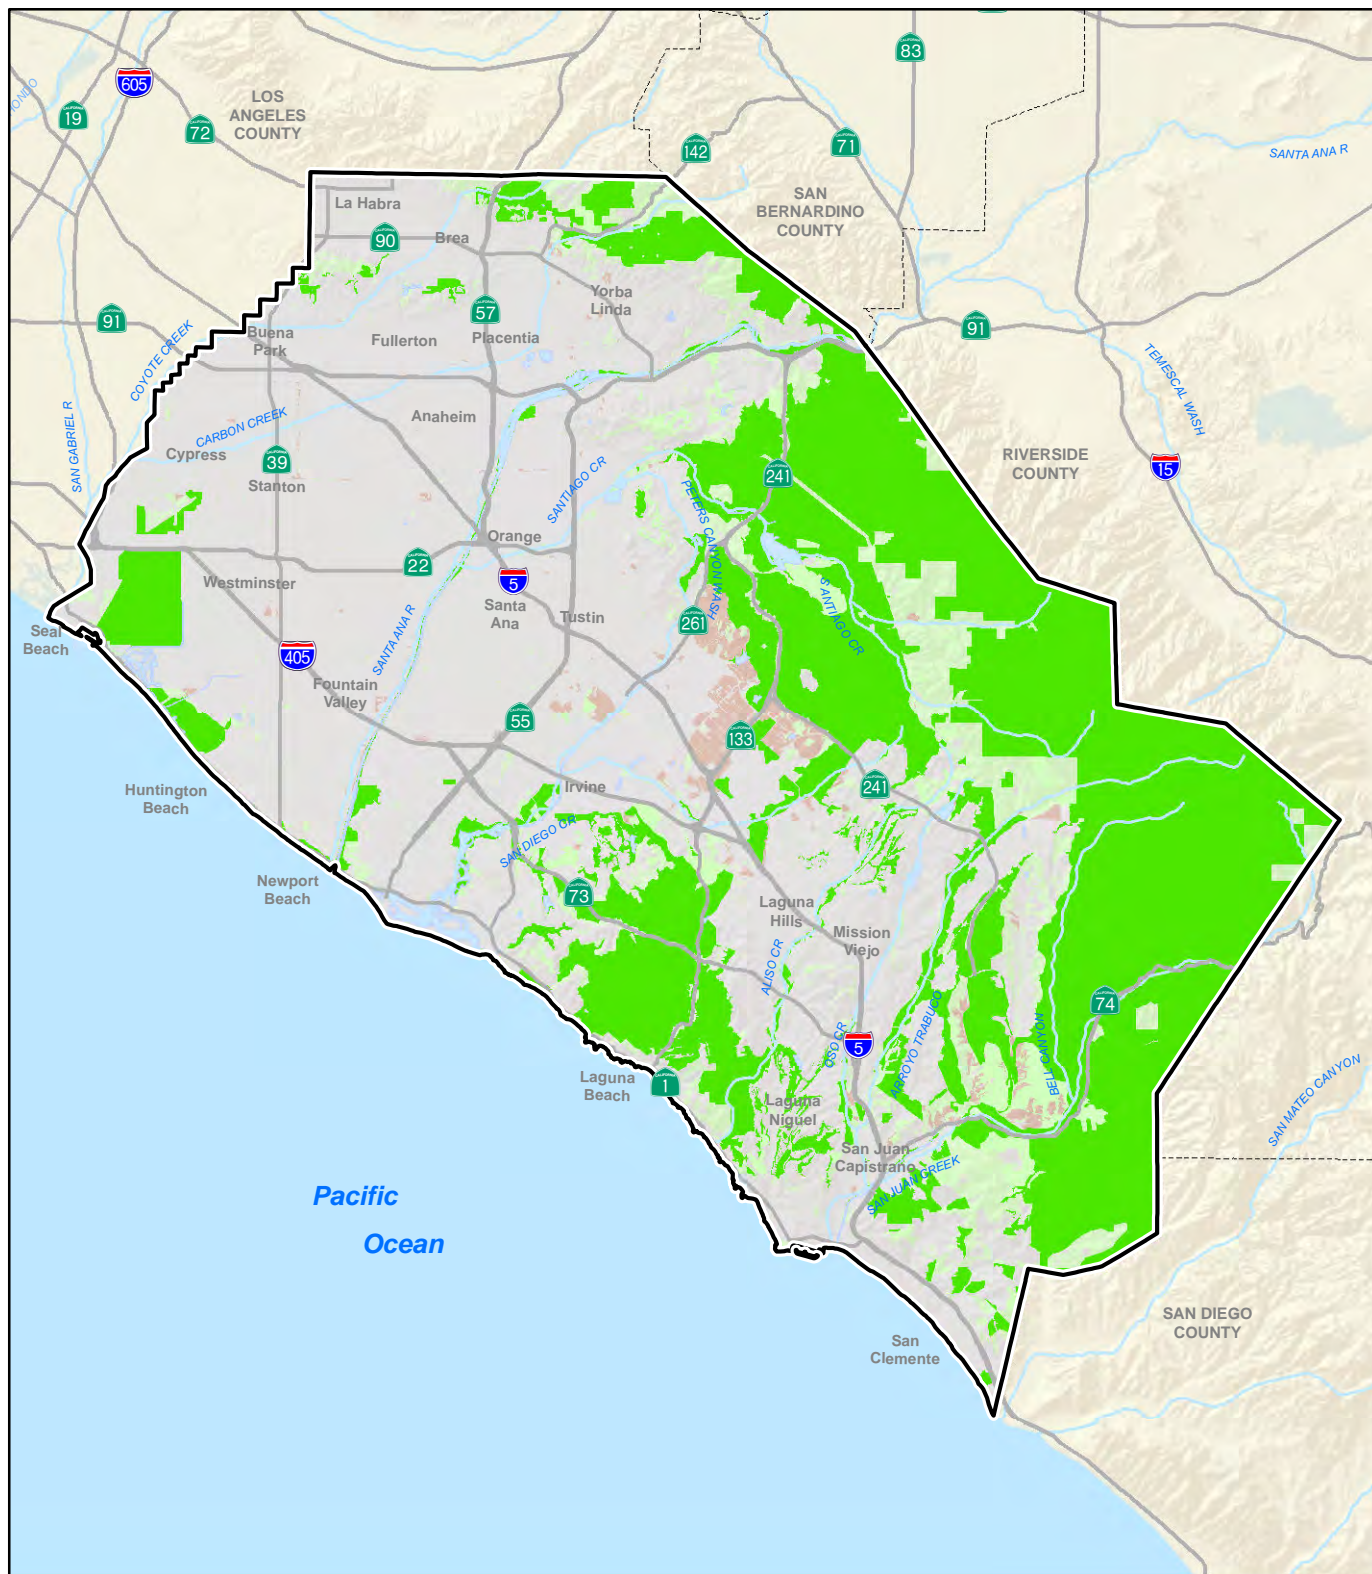 83
605
LOS
ANGELES
COUNTY
19
72
142
71
SANTA ANA R
SAN
BERNARDINO
COUNTY
La Habra
90
Brea
Yorba
Linda
57
91
COYOTE CREEK
Buena
Park
Fullerton
Placentia
91
TEMESCAL WASH
SAN GABRIEL R
CARBON CREEK
Anaheim
Cypress
39
Stanton
SANTIAGO CR
241
RIVERSIDE
COUNTY
15
PETERS CANYON WASH
Orange
22
5
Westminster
Santa
Ana
Tustin
261
S SANTIAGO CR
Seal
Beach
405
SANTA ANA R
Fountain
Valley
55
133
Huntington
Beach
Irvine
241
SAN DIEGO CR
Newport
Beach
73
Laguna
Hills
Mission
Viejo
ALISO CR
74
OSO CR
5
ARROYO TRABUCO
BELL CANYON
Laguna
Beach
1
Laguna
Niguel
SAN MATEO CANYON
San Juan
Capistrano
SAN JUAN CREEK
Pacific
Ocean
San
Clemente
SAN DIEGO
COUNTY